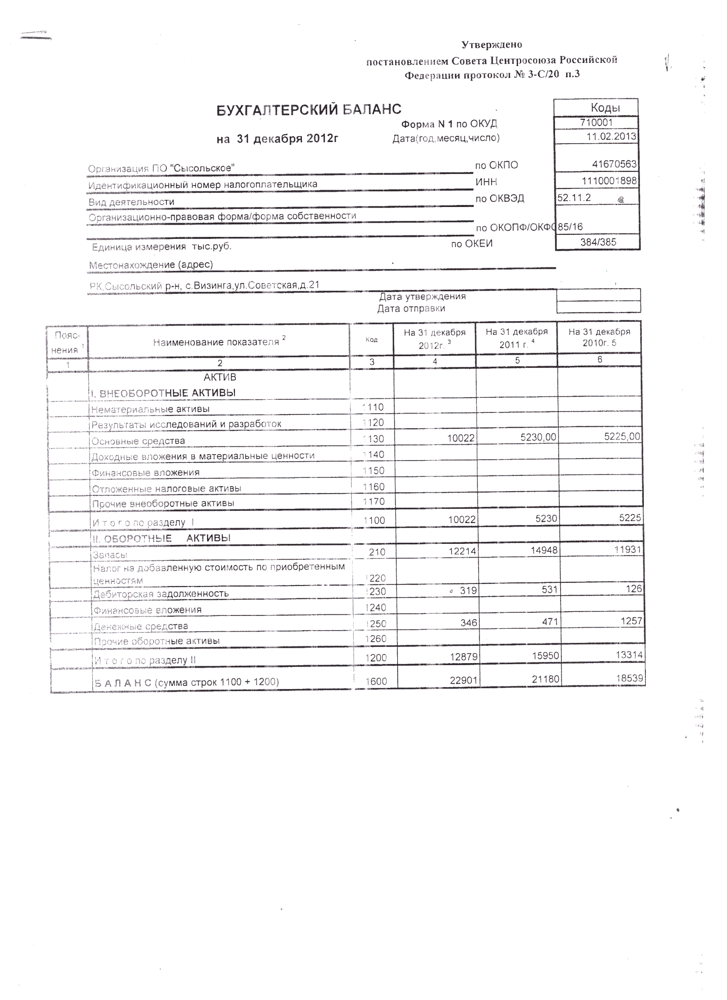 Утверждено
постановлением Совета Центросоюза Российской
Федерации протокол № 3-С/20 п.3
БУХГАЛТЕРСКИЙ БАЛАНС
Коды
Форма N 1 по ОКУД 710001
на 31 декабря 2012г Дата(год,месяц,число) 11.02.2013
Организация ПО "Сысольское" по ОКПО 41670563
Идентификационный номер налогоплательщика ИНН 1110001898
Вид деятельности по ОКВЭД 52.11.2
Организационно-правовая форма/форма собственности
по ОКОПФ/ОКФС 85/16
Единица измерения тыс.руб. по ОКЕИ 384/385
Местонахождение (адрес)
РК,Сысольский р-н, с.Визинга,ул.Советская,д.21
Дата утверждения
Дата отправки
Пояс-нения 1 Наименование показателя 2 Код На 31 декабря 2012г. 3 На 31 декабря 2011 г. 4 На 31 декабря 2010г. 5
1 2 3 4 5 6
АКТИВ
I. ВНЕОБОРОТНЫЕ АКТИВЫ
Нематериальные активы 1110
Результаты исследований и разработок 1120
Основные средства 1130 10022 5230,00 5225,00
Доходные вложения в материальные ценности 1140
Финансовые вложения 1150
Отложенные налоговые активы 1160
Прочие внеоборотные активы 1170
И т о г о по разделу I 1100 10022 5230 5225
II. ОБОРОТНЫЕ АКТИВЫ
Запасы 1210 12214 14948 11931
Налог на добавленную стоимость по приобретенным
ценностям 1220
Дебиторская задолженность 1230 319 531 126
Финансовые вложения 1240
Денежные средства 1250 346 471 1257
Прочие оборотные активы 1260
И т о г о по разделу II 1200 12879 15950 13314
Б А Л А Н С (сумма строк 1100 + 1200) 1600 22901 21180 18539